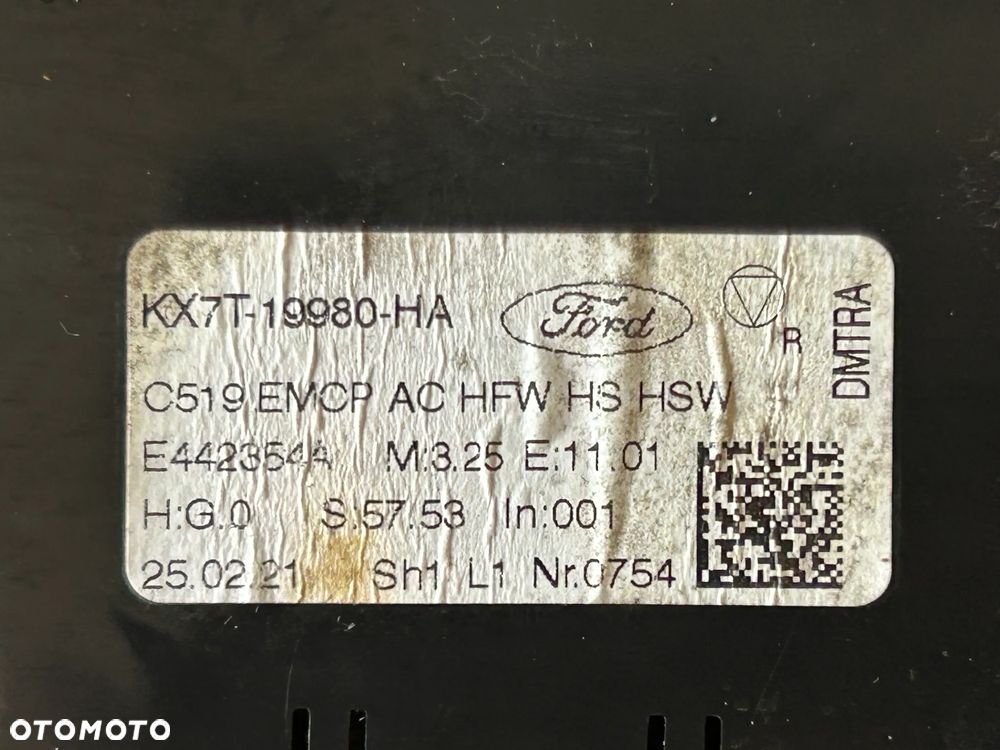 KX7T-19980-HA
Ford
R
DMTRA
C519 EMCP AC HFW HS HSW
E442354A M:3.25 E:11.01
H:G.0 S:57.53 In:001
25.02.21 Sh1 L1 Nr.0754
OTOMOTO